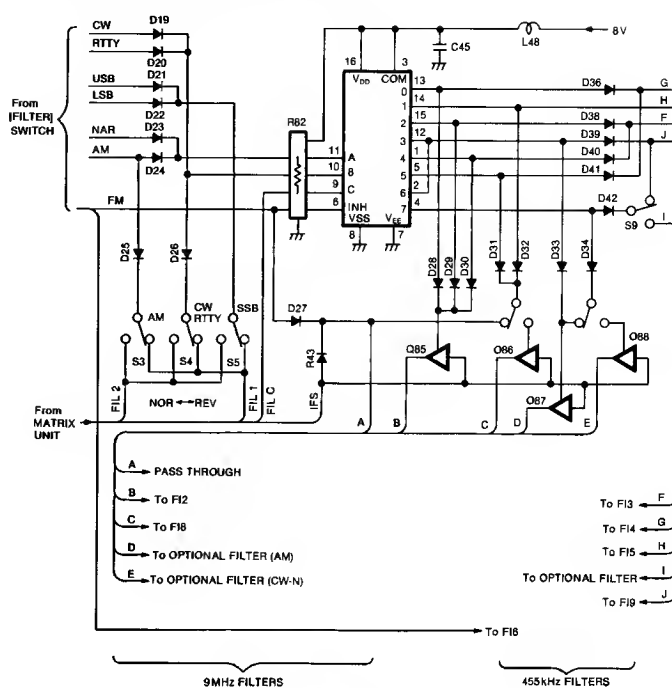 CW
D19
RTTY
D20
D21
USB
LSB
D22
D23
NAR
AM
D24
FM
From
[FILTER]
SWITCH
R82
8V
L48
C45
16
3
VDD
COM
13
0
14
1
15
2
12
3
1
4
5
5
2
6
4
7
11
A
10
B
9
C
6
INH
VSS
VEE
8
7
D36
G
H
D38
F
D39
J
D40
D41
D42
S9
I
D25
D26
D28
D29
D30
D31
D32
D33
D34
D27
AM
CW
RTTY
SSB
S3
S4
S5
R43
Q85
Q86
Q88
Q87
FIL 2
NOR ↔ REV
FIL 1
FIL C
IFS
A
B
C
D
E
From
MATRIX
UNIT
A PASS THROUGH
B To FI2
C To FI8
D To OPTIONAL FILTER (AM)
E To OPTIONAL FILTER (CW-N)
To FI3 F
To FI4 G
To FI5 H
To OPTIONAL FILTER I
To FI9 J
To FI6
9MHz FILTERS
455kHz FILTERS